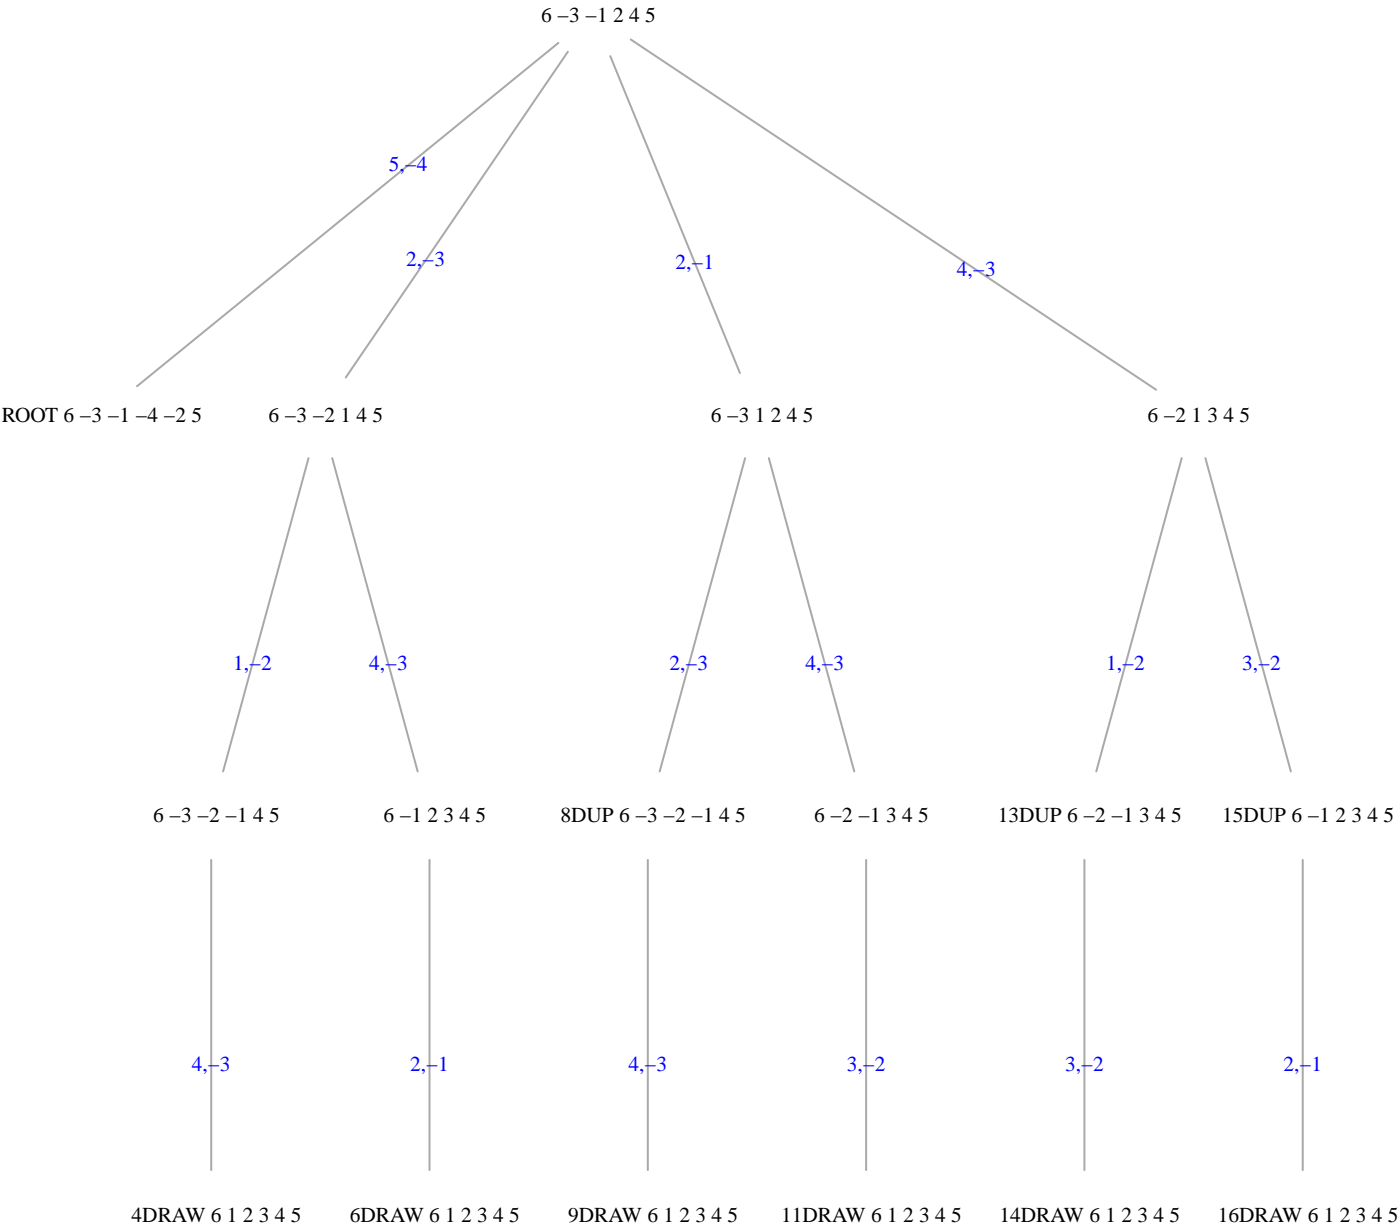 6 –3 –1 2 4 5
5,–4
2,–3
2,–1
4,–3
ROOT 6 –3 –1 –4 –2 5
6 –3 –2 1 4 5
6 –3 1 2 4 5
6 –2 1 3 4 5
1,–2
4,–3
2,–3
4,–3
1,–2
3,–2
6 –3 –2 –1 4 5
6 –1 2 3 4 5
8DUP 6 –3 –2 –1 4 5
6 –2 –1 3 4 5
13DUP 6 –2 –1 3 4 5
15DUP 6 –1 2 3 4 5
4,–3
2,–1
4,–3
3,–2
3,–2
2,–1
4DRAW 6 1 2 3 4 5
6DRAW 6 1 2 3 4 5
9DRAW 6 1 2 3 4 5
11DRAW 6 1 2 3 4 5
14DRAW 6 1 2 3 4 5
16DRAW 6 1 2 3 4 5